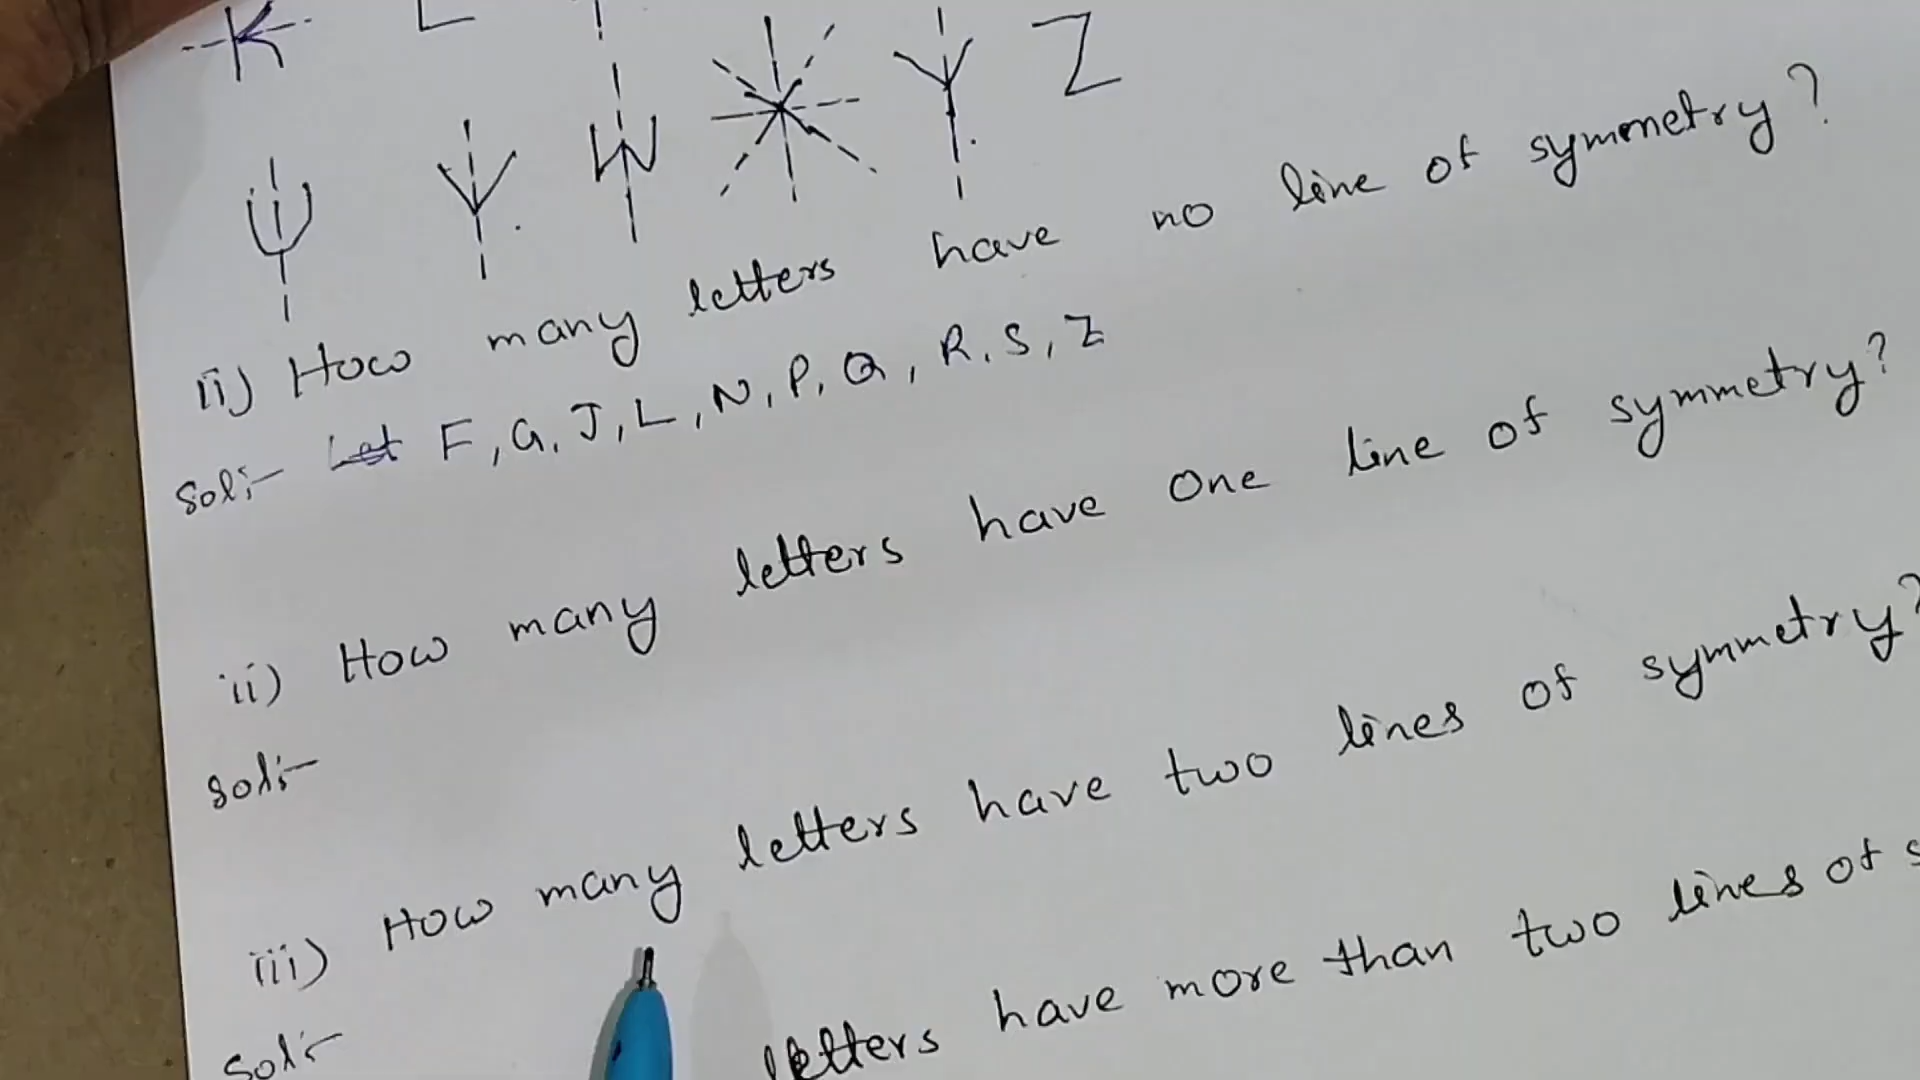 K L
U V W X Y Z
ii) How many letters have no line of symmetry?
Sol:- Let F, G, J, L, N, P, Q, R, S, Z
ii) How many letters have One line of symmetry?
Sol:-
iii) How many letters have two lines of symmetry?
Sol:-
letters have more than two lines of s